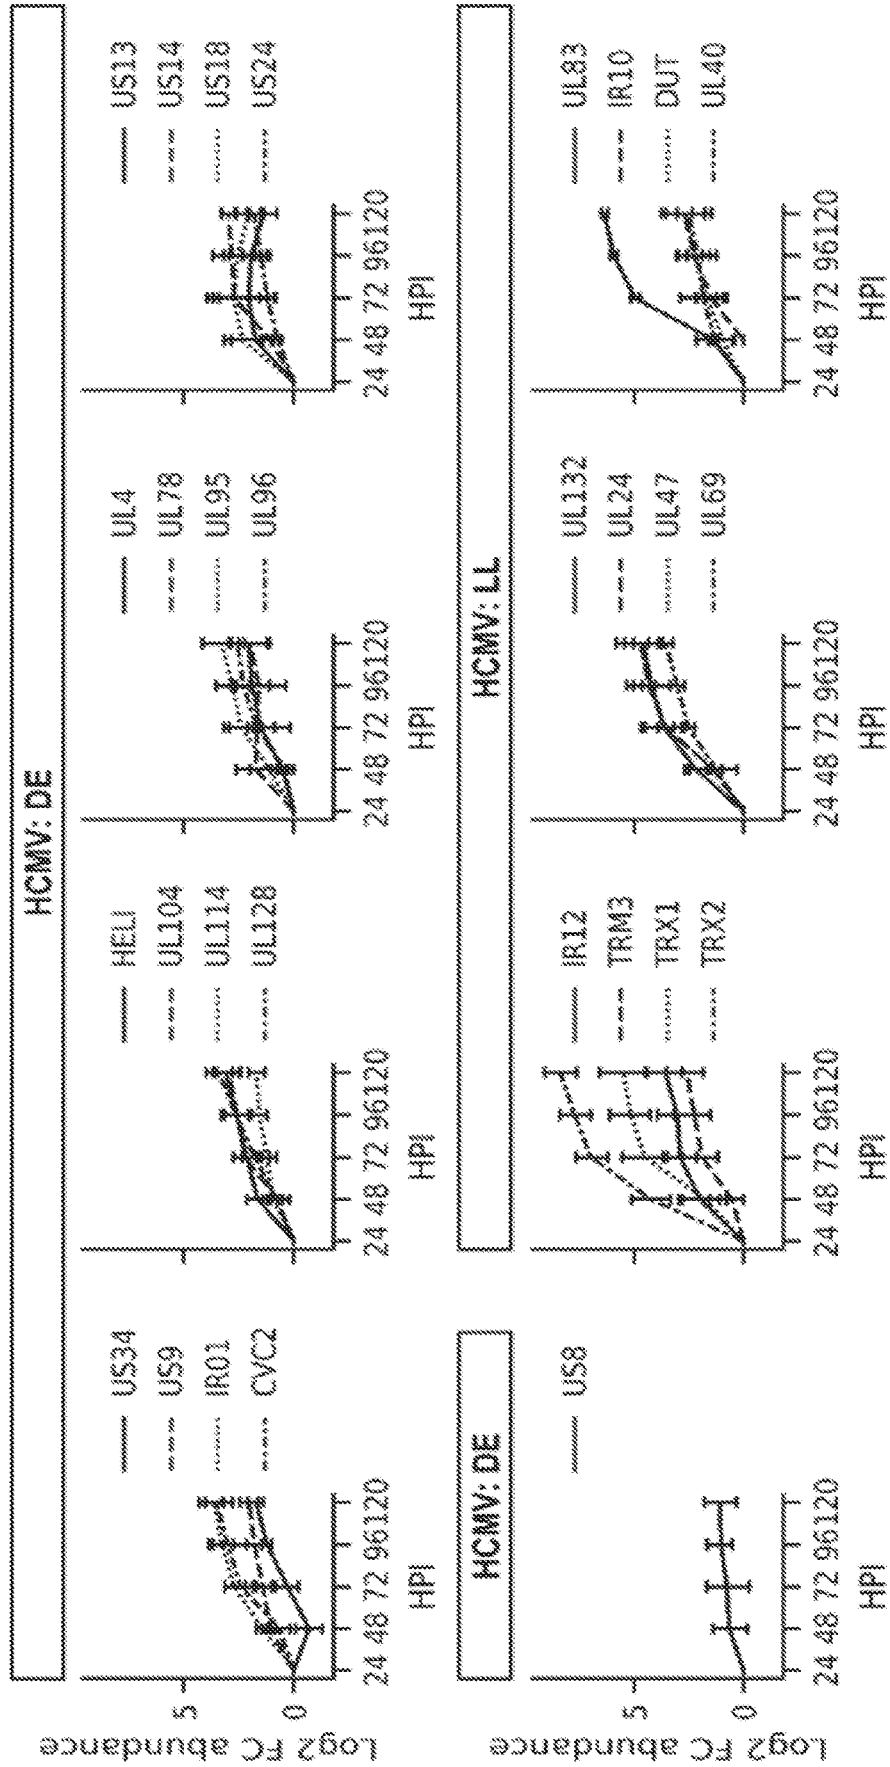 HCMV: DE
Log2 FC abundance
5
0
24 48 72 96120
HPI
US34
US9
IR01
CVC2
24 48 72 96120
HPI
HELI
UL104
UL114
UL128
24 48 72 96120
HPI
UL4
UL78
UL95
UL96
24 48 72 96120
HPI
US13
US14
US18
US24
HCMV: DE
Log2 FC abundance
5
0
24 48 72 96120
HPI
US8
HCMV: LL
24 48 72 96120
HPI
IR12
TRM3
TRX1
TRX2
24 48 72 96120
HPI
UL132
UL24
UL47
UL69
24 48 72 96120
HPI
UL83
IR10
DUT
UL40